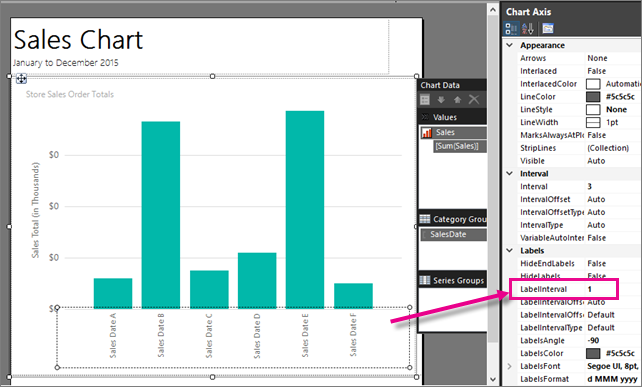 Sales Chart
January to December 2015
Store Sales Order Totals
Sales Total (in Thousands)
$0
$0
$0
$0
Sales Date A
Sales Date B
Sales Date C
Sales Date D
Sales Date E
Sales Date F
Chart Data
Values
Sales
[Sum(Sales)]
Category Grou
SalesDate
Series Groups
Chart Axis
Appearance
Arrows None
Interlaced False
InterlacedColor Automatic
LineColor #5c5c5c
LineStyle None
LineWidth 1pt
MarksAlwaysAtPl False
StripLines (Collection)
Visible Auto
Interval
Interval 3
IntervalOffset Auto
IntervalOffsetType Auto
IntervalType Auto
VariableAutoInter False
Labels
HideEndLabels False
HideLabels False
LabelInterval 1
LabelIntervalOffs Auto
LabelIntervalOffs Default
LabelIntervalType Default
LabelsAngle -90
LabelsColor #5c5c5c
LabelsFont Segoe UI, 8pt,
LabelsFormat d MMM yyyy